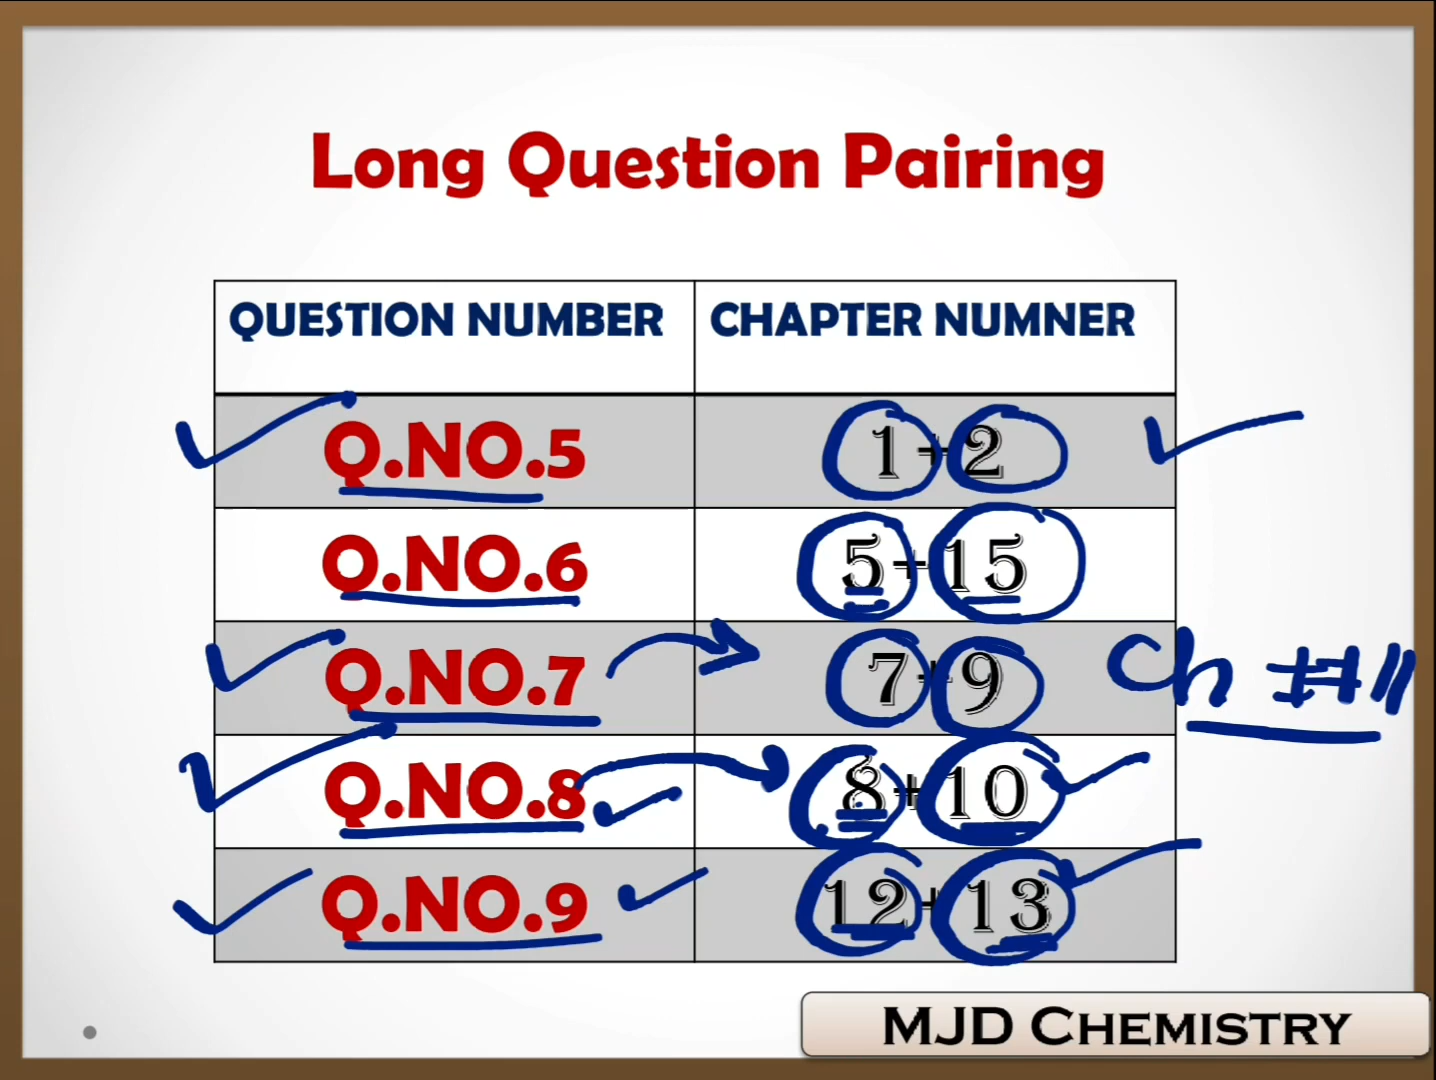 Long Question Pairing
QUESTION NUMBER CHAPTER NUMNER
Q.NO.5 1+2
Q.NO.6 5+15
Q.NO.7 7+9 Ch #11
Q.NO.8 8+10
Q.NO.9 12+13
MJD CHEMISTRY